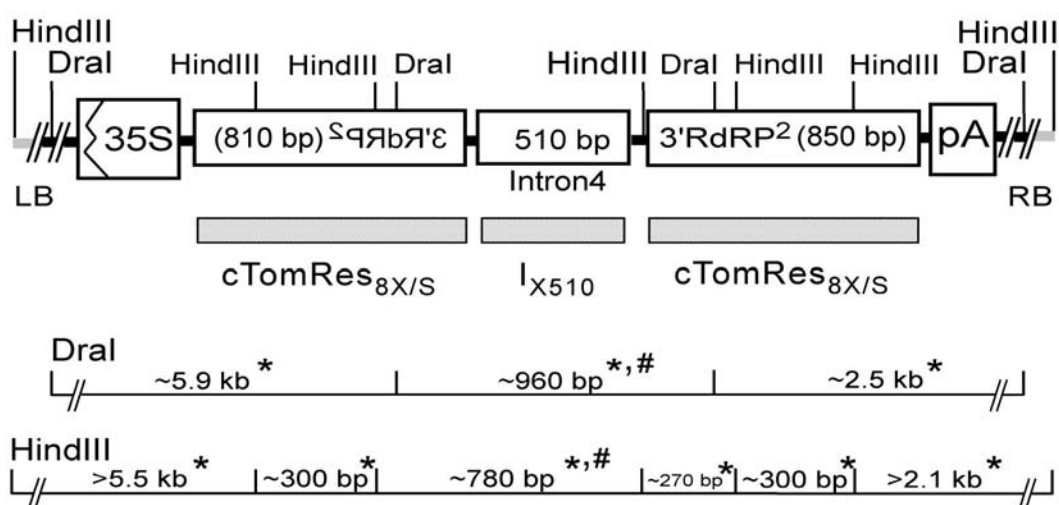 HindIII HindIII
DraI HindIII HindIII DraI HindIII DraI HindIII HindIII DraI
35S (810 bp) 3'RdRP² 510 bp 3'RdRP² (850 bp) pA
LB Intron4 RB
cTomRes8X/S IX510 cTomRes8X/S
DraI
~5.9 kb* ~960 bp*,# ~2.5 kb*
HindIII
>5.5 kb* ~300 bp* ~780 bp*,# ~270 bp* ~300 bp* >2.1 kb*